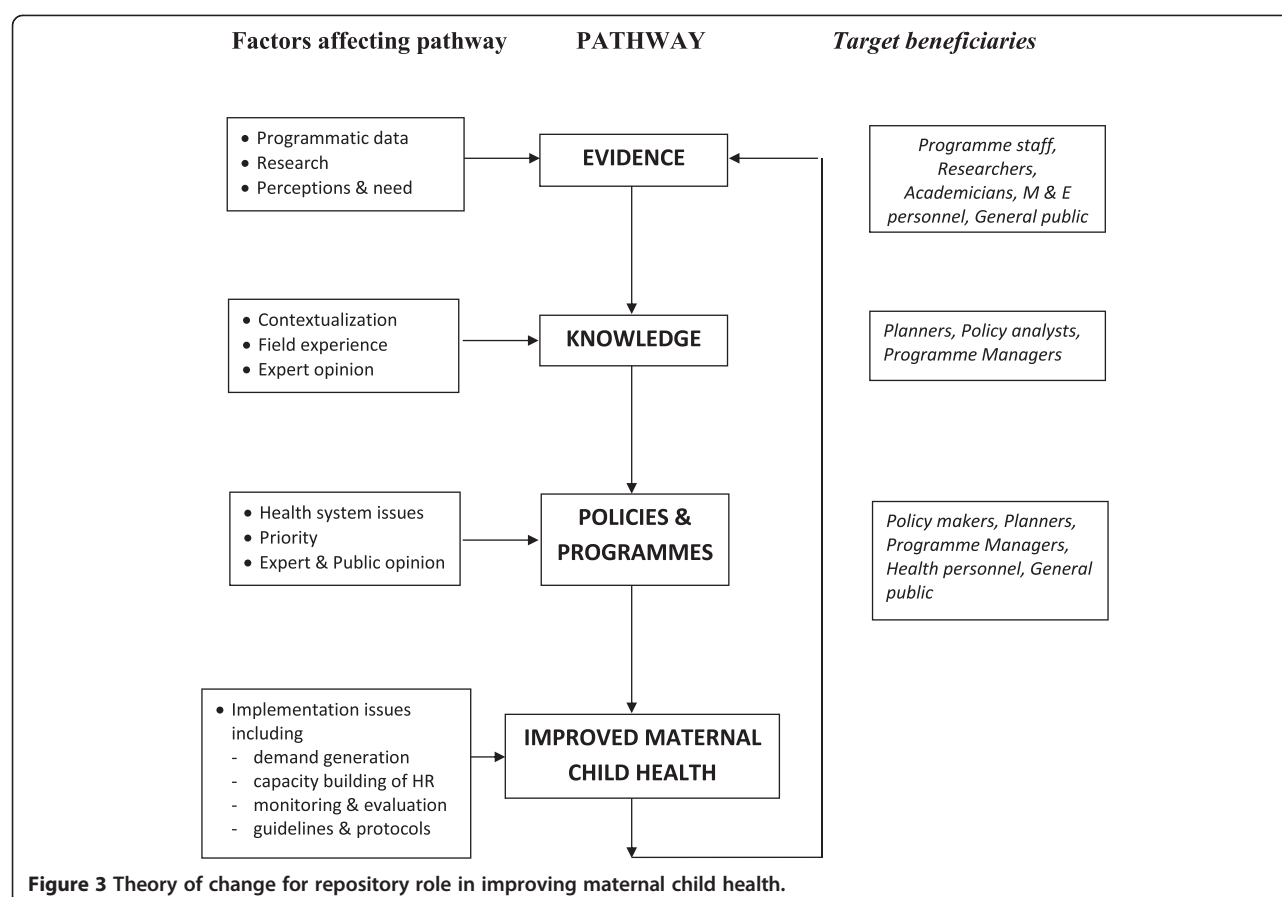 Factors affecting pathway PATHWAY Target beneficiaries
• Programmatic data
• Research
• Perceptions & need
EVIDENCE
Programme staff,
Researchers,
Academicians, M & E
personnel, General public
• Contextualization
• Field experience
• Expert opinion
KNOWLEDGE
Planners, Policy analysts,
Programme Managers
• Health system issues
• Priority
• Expert & Public opinion
POLICIES &
PROGRAMMES
Policy makers, Planners,
Programme Managers,
Health personnel, General
public
• Implementation issues
including
- demand generation
- capacity building of HR
- monitoring & evaluation
- guidelines & protocols
IMPROVED MATERNAL
CHILD HEALTH
Figure 3 Theory of change for repository role in improving maternal child health.